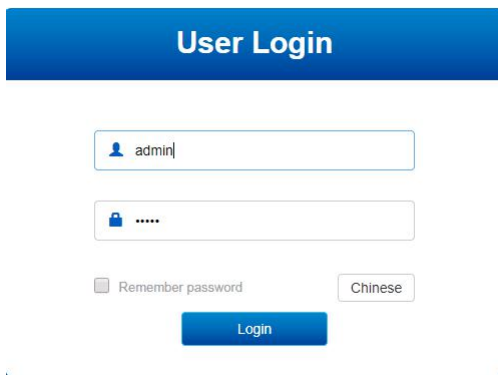 User Login
admin
•••••
Remember password
Chinese
Login